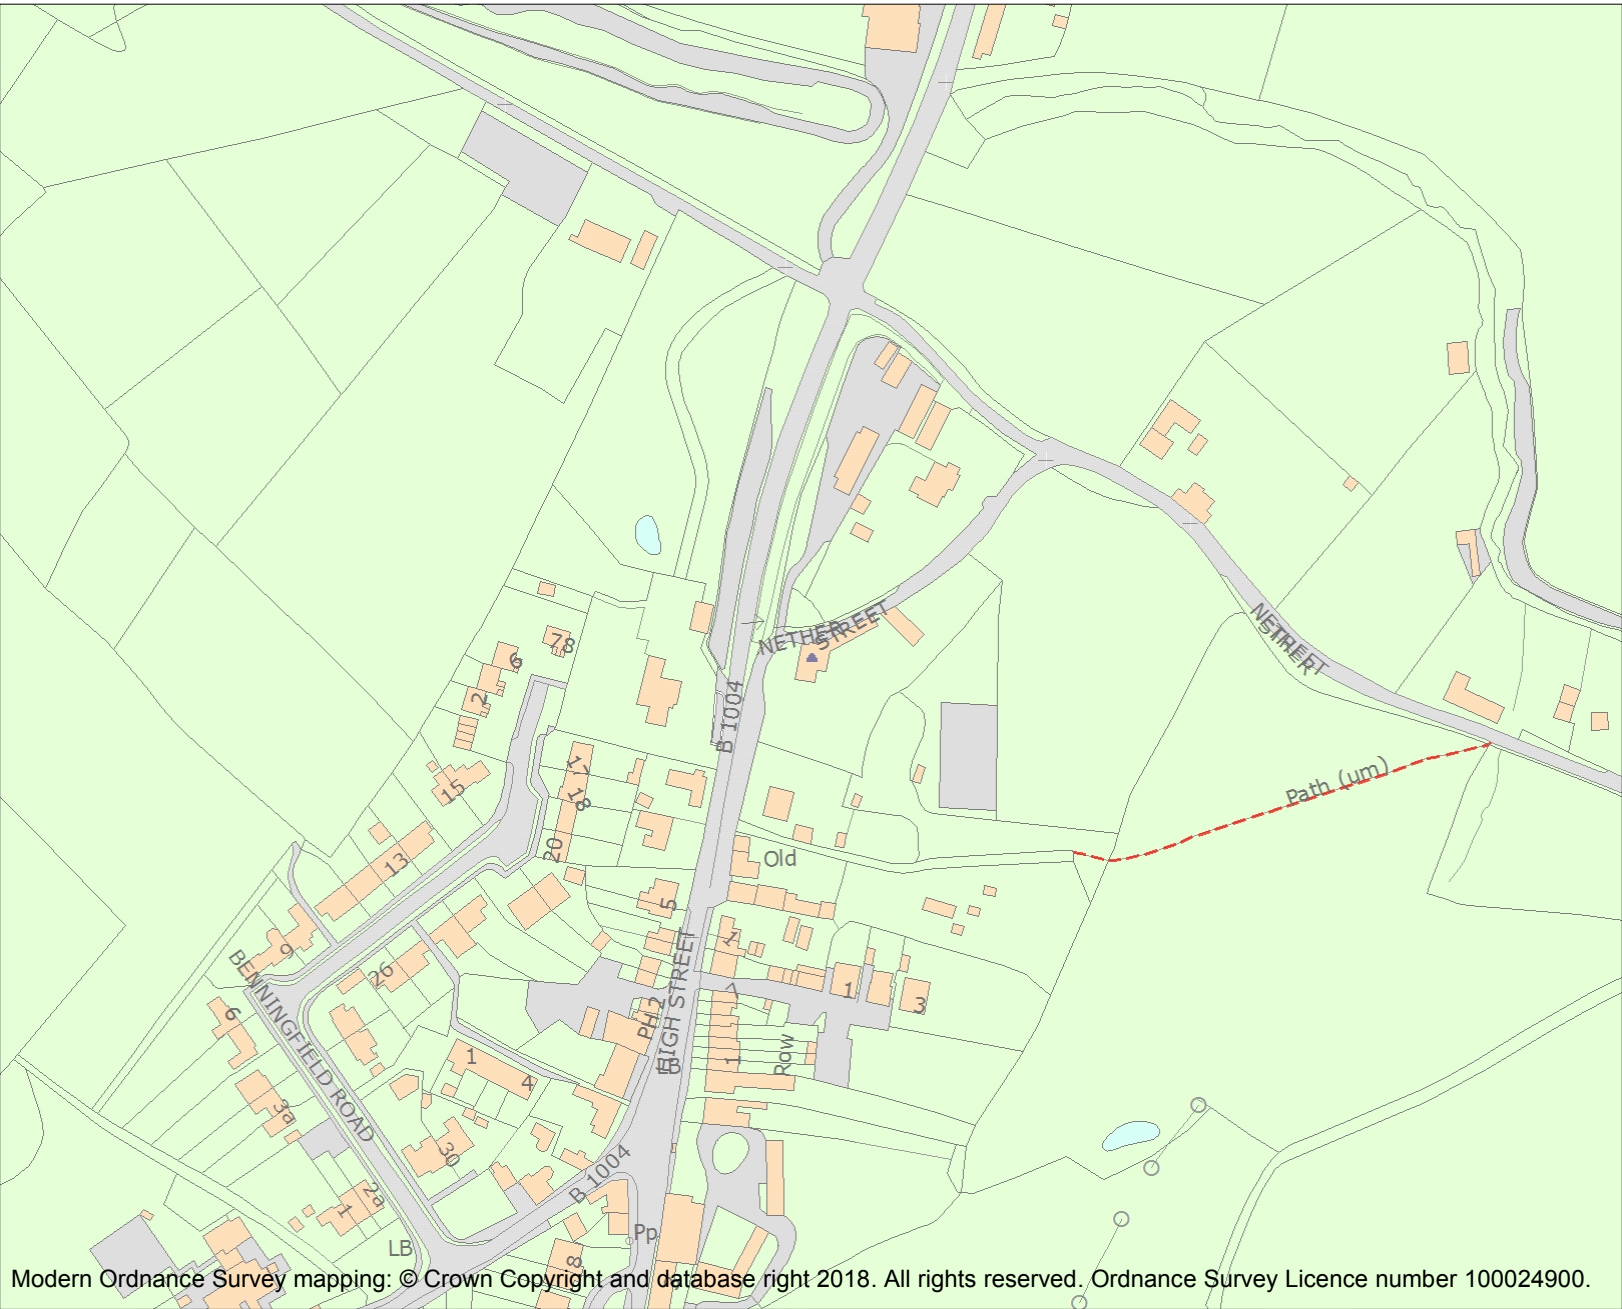 NETHER
STREET
NETHER
STREET
B 1004
Path (um)
78
6
2
15
17
18
20
13
Old
5
1
9
26
BENNINGFIELD ROAD
HIGH STREET
7
1
3
PH
2
6
1
4
Row
1
LB
3a
30
B 1004
2a
1
LB
Pp
8
Modern Ordnance Survey mapping: © Crown Copyright and database right 2018. All rights reserved. Ordnance Survey Licence number 100024900.